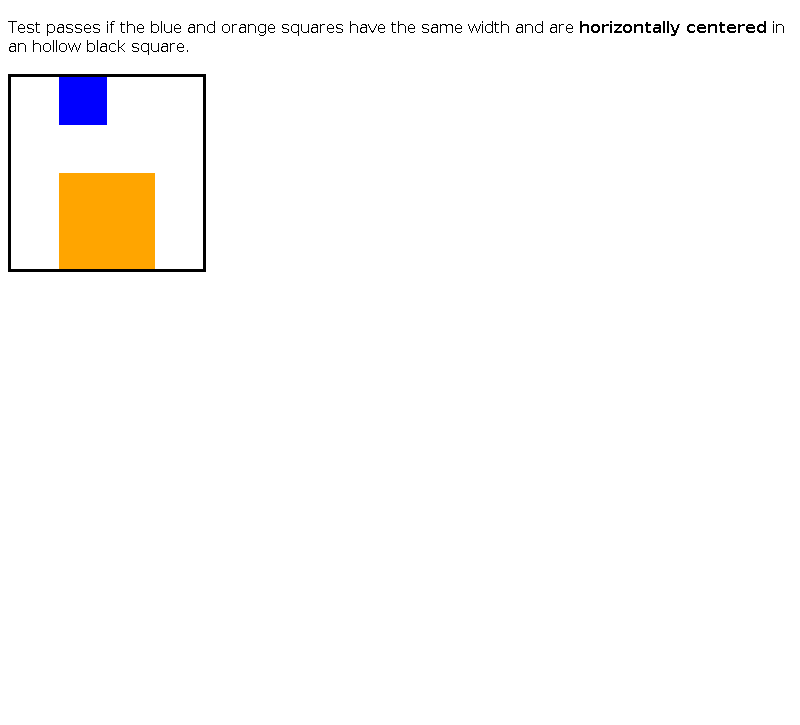 Test passes if the blue and orange squares have the same width and are horizontally centered in
an hollow black square.